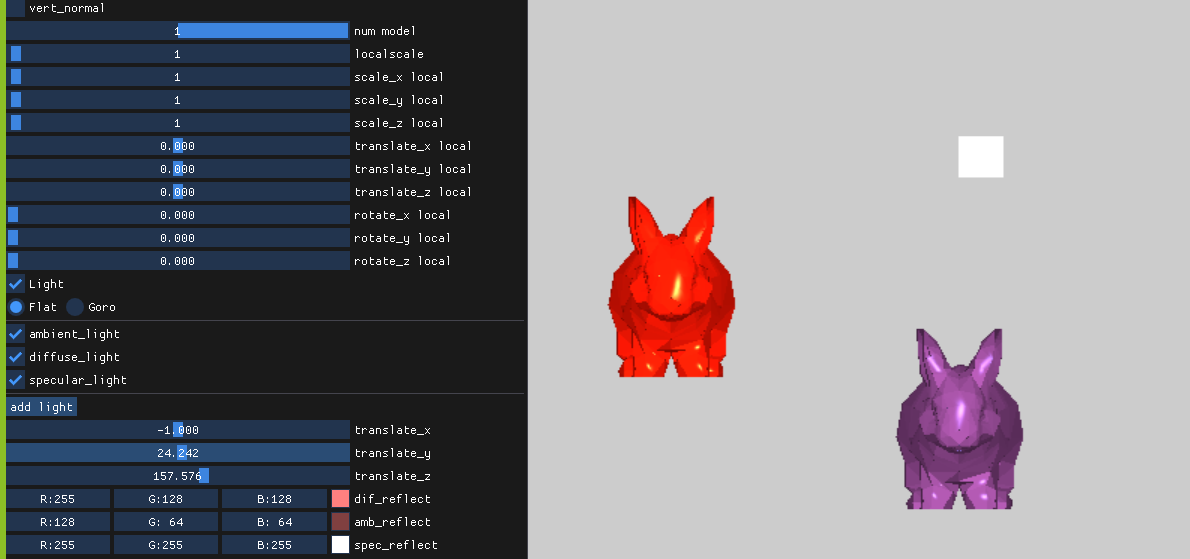 vert_normal
1 num model
1 localscale
1 scale_x local
1 scale_y local
1 scale_z local
0.000 translate_x local
0.000 translate_y local
0.000 translate_z local
0.000 rotate_x local
0.000 rotate_y local
0.000 rotate_z local
Light
Flat Goro
ambient_light
diffuse_light
specular_light
add light
-1.000 translate_x
24.242 translate_y
157.576 translate_z
R:255 G:128 B:128 dif_reflect
R:128 G: 64 B: 64 amb_reflect
R:255 G:255 B:255 spec_reflect